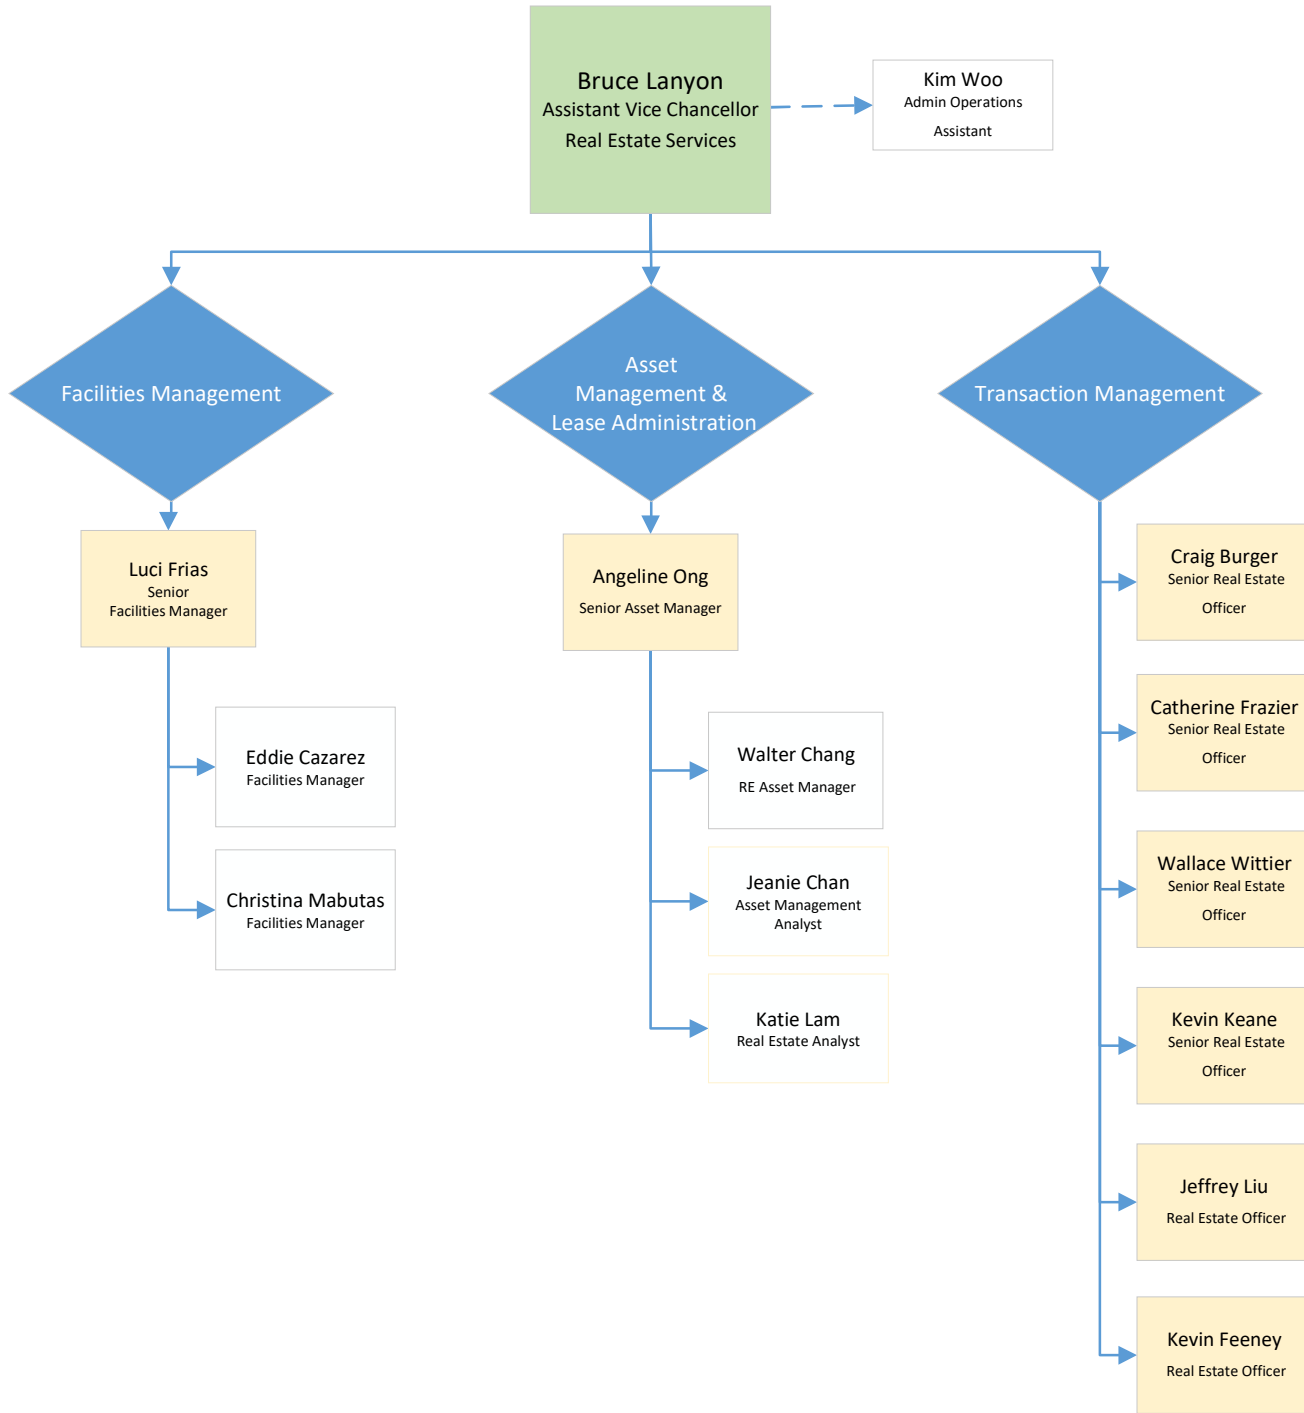 Bruce Lanyon
Assistant Vice Chancellor
Real Estate Services
Kim Woo
Admin Operations
Assistant
Facilities Management
Asset
Management &
Lease Administration
Transaction Management
Luci Frias
Senior
Facilities Manager
Eddie Cazarez
Facilities Manager
Christina Mabutas
Facilities Manager
Angeline Ong
Senior Asset Manager
Walter Chang
RE Asset Manager
Jeanie Chan
Asset Management
Analyst
Katie Lam
Real Estate Analyst
Craig Burger
Senior Real Estate
Officer
Catherine Frazier
Senior Real Estate
Officer
Wallace Wittier
Senior Real Estate
Officer
Kevin Keane
Senior Real Estate
Officer
Jeffrey Liu
Real Estate Officer
Kevin Feeney
Real Estate Officer